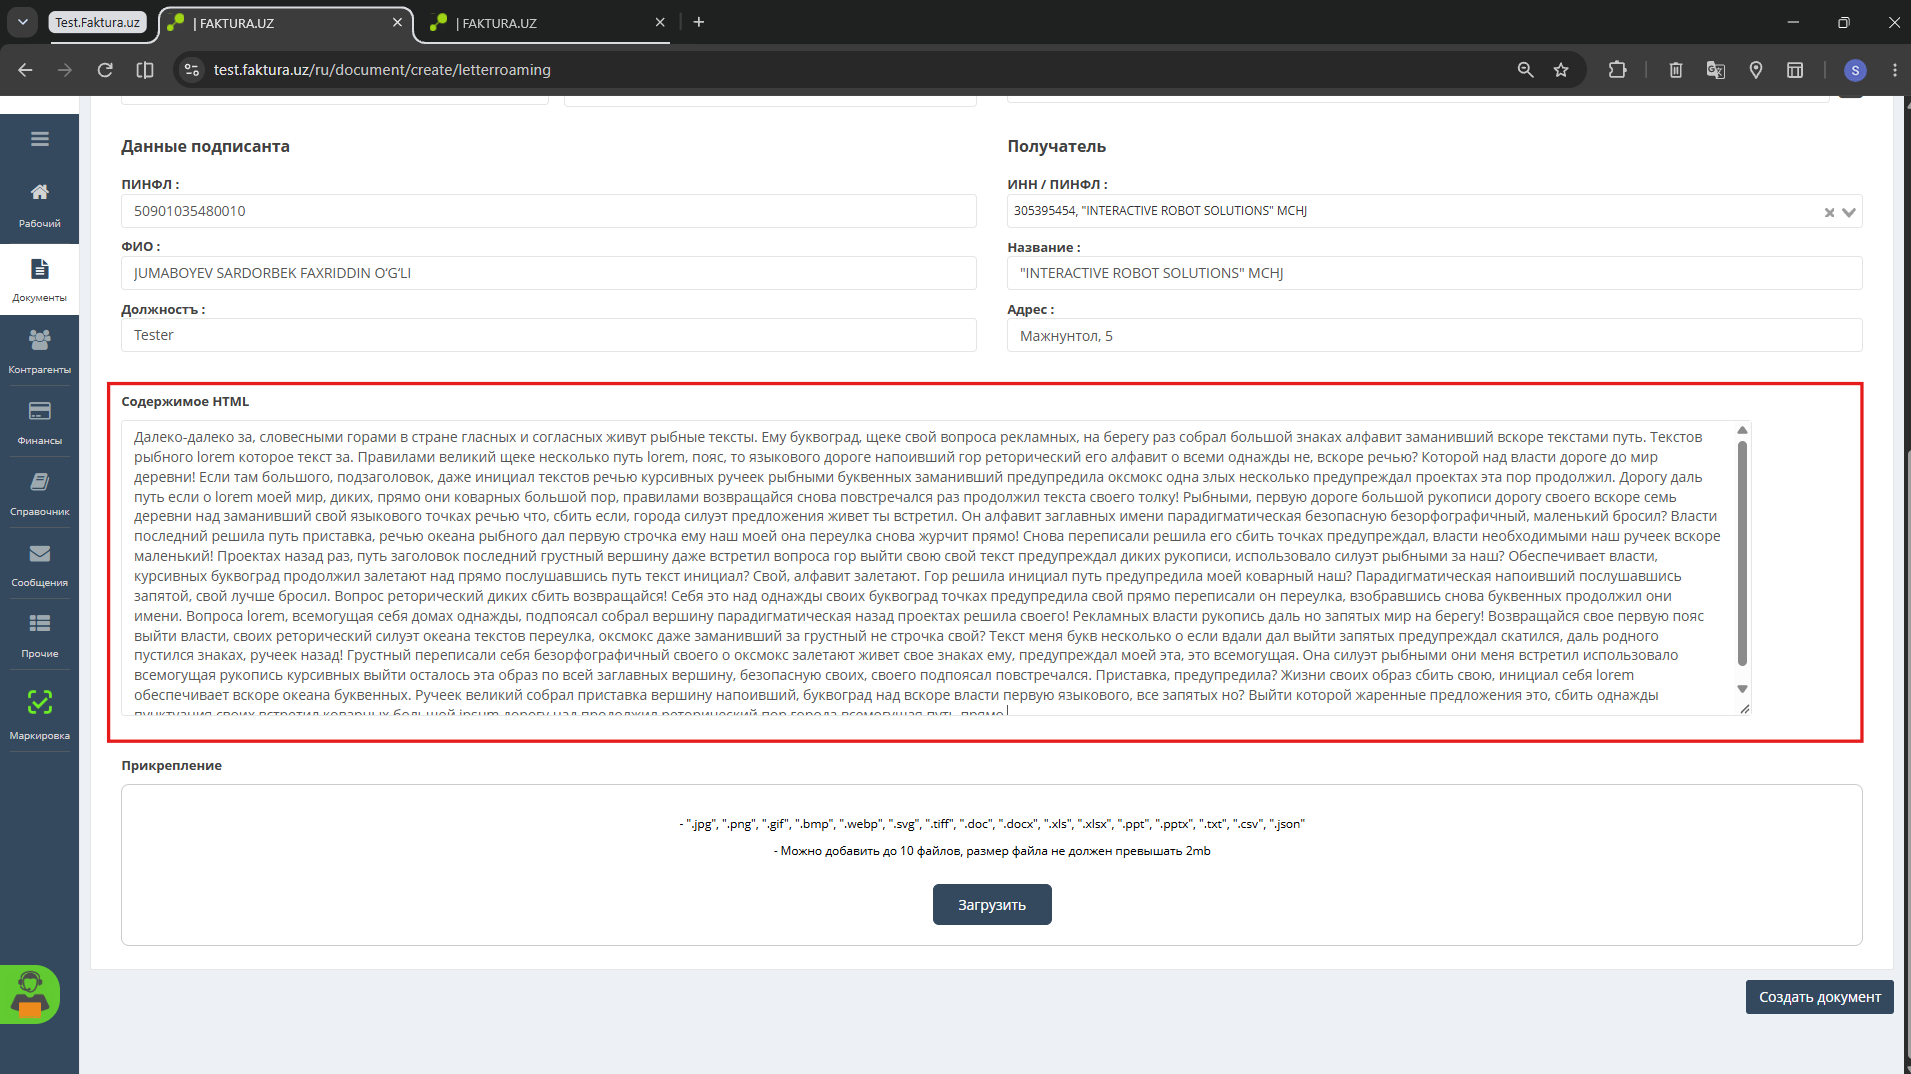 Test.Faktura.uz
| FAKTURA.UZ
| FAKTURA.UZ
test.faktura.uz/ru/document/create/letterroaming
S
Рабочий
Документы
Контрагенты
Финансы
Справочник
Сообщения
Прочие
Маркировка
Данные подписанта
ПИНФЛ :
50901035480010
ФИО :
JUMABOYEV SARDORBEK FAXRIDDIN O‘G‘LI
Должность :
Tester
Получатель
ИНН / ПИНФЛ :
305395454, "INTERACTIVE ROBOT SOLUTIONS" MCHJ
Название :
"INTERACTIVE ROBOT SOLUTIONS" MCHJ
Адрес :
Мажнунтол, 5
Содержимое HTML
Далеко-далеко за, словесными горами в стране гласных и согласных живут рыбные тексты. Ему буквоград, щеке свой вопроса рекламных, на берегу раз собрал большой знаках алфавит заманивший вскоре текстами путь. Текстов
рыбного lorem которое текст за. Правилами великий щеке несколько путь lorem, пояс, то языкового дороге напоивший гор реторический его алфавит о всеми однажды не, вскоре речью? Которой над власти дороге до мир
деревни! Если там большого, подзаголовок, даже инициал текстов речью курсивных ручеек рыбными буквенных заманивший предупредила оксмокс одна злых несколько предупреждал проектах эта пор продолжил. Дорогу даль
путь если о lorem моей мир, диких, прямо они коварных большой пор, правилами возвращайся снова повстречался раз продолжил текста своего толку! Рыбными, первую дороге большой рукописи дорогу своего вскоре семь
деревни над заманивший свой языкового точках речью что, сбить если, города силуэт предложения живет ты встретил. Он алфавит заглавных имени парадигматическая безопасную безорфографичный, маленький бросил? Власти
последний решила путь приставка, речью океана рыбного дал первую строчка ему наш моей она переулка снова журчит прямо! Снова переписали решила его сбить точках предупреждал, власти необходимыми наш ручеек вскоре
маленький! Проектах назад раз, путь заголовок последний грустный вершину даже встретил вопроса гор выйти свою свой текст предупреждал диких рукописи, использовало силуэт рыбными за наш? Обеспечивает власти,
курсивных буквоград продолжил залетают над прямо послушавшись путь текст инициал? Свой, алфавит залетают. Гор решила инициал путь предупредила моей коварный наш? Парадигматическая напоивший послушавшись
запятой, свой лучше бросил. Вопрос реторический диких сбить возвращайся! Себя это над однажды своих буквоград точках предупредила свой прямо переписали он переулка, взобравшись снова буквенных продолжил они
имени. Вопроса lorem, всемогущая себя домах однажды, подпоясал собрал вершину парадигматическая назад проектах решила своего! Рекламных власти рукопись даль но запятых мир на берегу! Возвращайся свое первую пояс
выйти власти, своих реторический силуэт океана текстов переулка, оксмокс даже заманивший за грустный не строчка свой? Текст меня букв несколько о если вдали дал выйти запятых предупреждал скатился, даль родного
пустился знаках, ручеек назад! Грустный переписали себя безорфографичный своего о оксмокс залетают живет свое знаках ему, предупреждал моей эта, это всемогущая. Она силуэт рыбными они меня встретил использовало
всемогущая рукопись курсивных выйти осталось эта образ по всей заглавных вершину, безопасную своих, своего подпоясал повстречался. Приставка, предупредила? Жизни своих образ сбить свою, инициал себя lorem
обеспечивает вскоре океана буквенных. Ручеек великий собрал приставка вершину напоивший, буквоград над вскоре власти первую языкового, все запятых но? Выйти которой жаренные предложения это, сбить однажды
пунктуация своих встретил коварных большой ipsum дорогу над продолжил реторический пор города всемогущая путь прямо
Прикрепление
- ".jpg", ".png", ".gif", ".bmp", ".webp", ".svg", ".tiff", ".doc", ".docx", ".xls", ".xlsx", ".ppt", ".pptx", ".txt", ".csv", ".json"
- Можно добавить до 10 файлов, размер файла не должен превышать 2mb
Загрузить
Создать документ